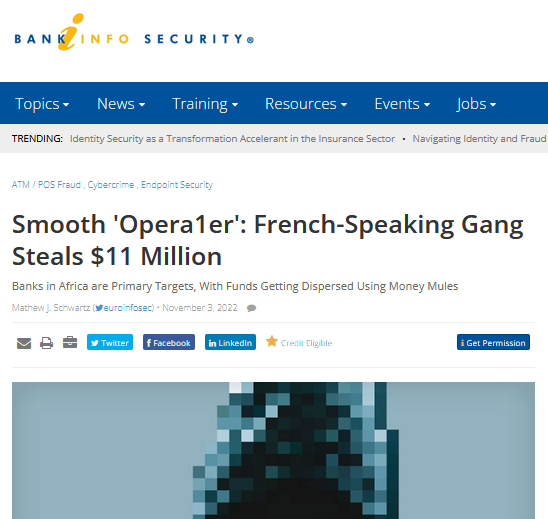 BANK INFO SECURITY®
Topics News Training Resources Events Jobs
TRENDING: Identity Security as a Transformation Accelerant in the Insurance Sector • Navigating Identity and Fraud
ATM / POS Fraud , Cybercrime , Endpoint Security
Smooth 'Opera1er': French-Speaking Gang
Steals $11 Million
Banks in Africa are Primary Targets, With Funds Getting Dispersed Using Money Mules
Mathew J. Schwartz (euroinfosec) • November 3, 2022
Twitter f Facebook in LinkedIn Credit Eligible i Get Permission